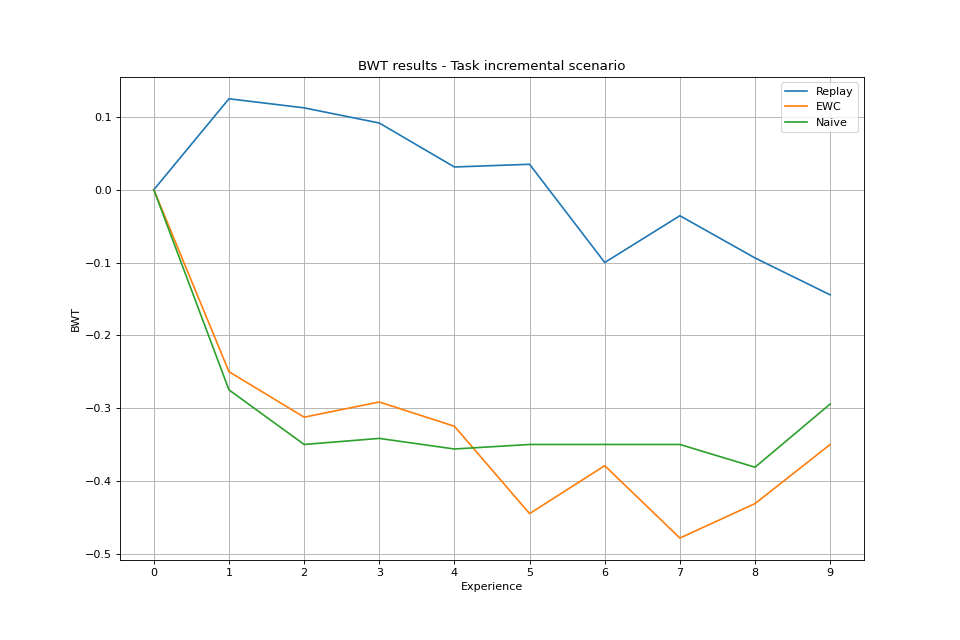 BWT results - Task incremental scenario
Replay
EWC
Naive
0.1
0.0
−0.1
−0.2
−0.3
−0.4
−0.5
BWT
0 1 2 3 4 5 6 7 8 9
Experience